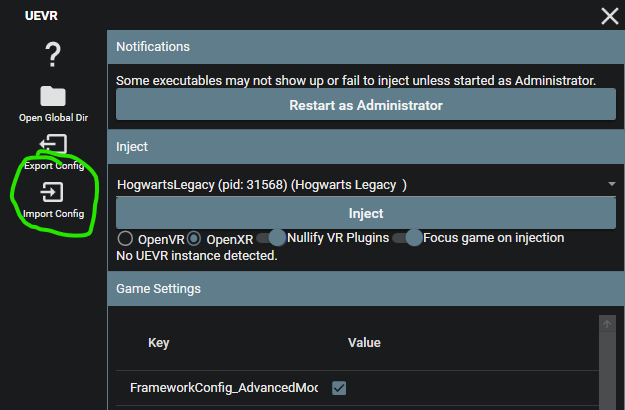 UEVR
?
Open Global Dir
Export Config
Import Config
Notifications
Some executables may not show up or fail to inject unless started as Administrator.
Restart as Administrator
Inject
HogwartsLegacy (pid: 31568) (Hogwarts Legacy )
Inject
OpenVR OpenXR Nullify VR Plugins Focus game on injection
No UEVR instance detected.
Game Settings
Key Value
FrameworkConfig_AdvancedMod